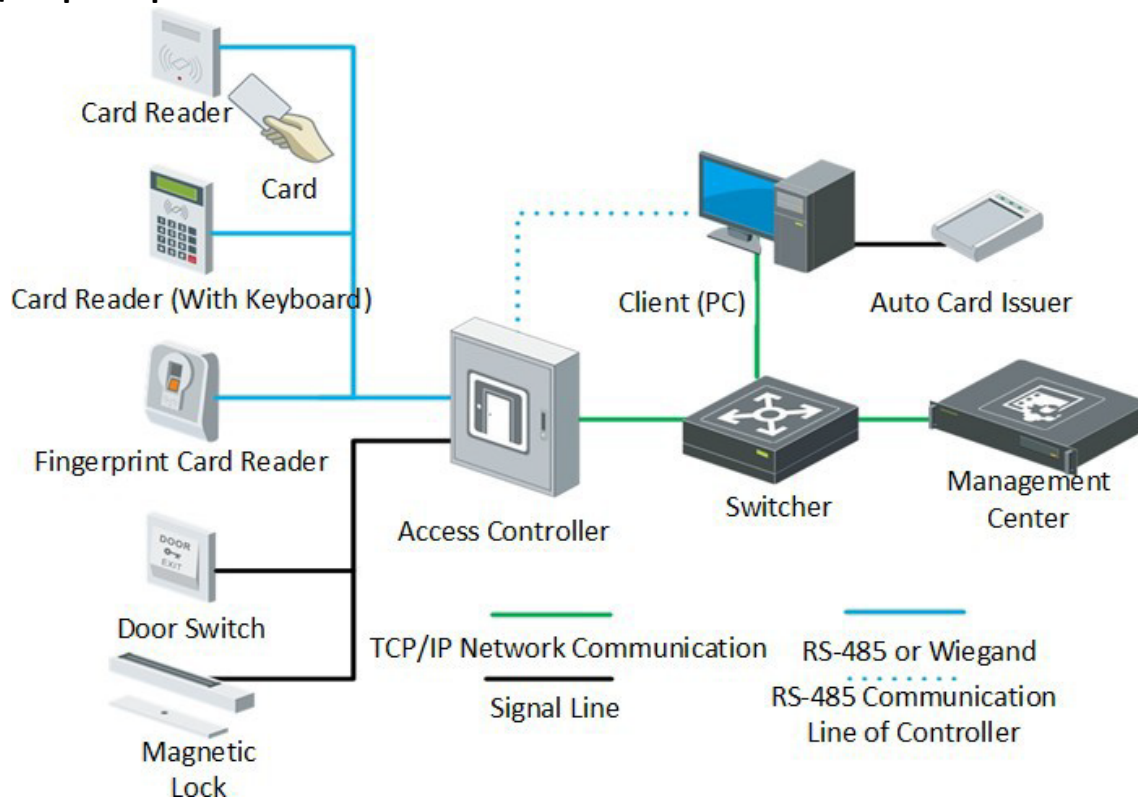 Card Reader
Card
Card Reader (With Keyboard)
Client (PC)
Auto Card Issuer
Fingerprint Card Reader
Access Controller
Switcher
Management
Center
DOOR
EXIT
Door Switch
Magnetic
Lock
TCP/IP Network Communication
Signal Line
RS-485 or Wiegand
RS-485 Communication
Line of Controller